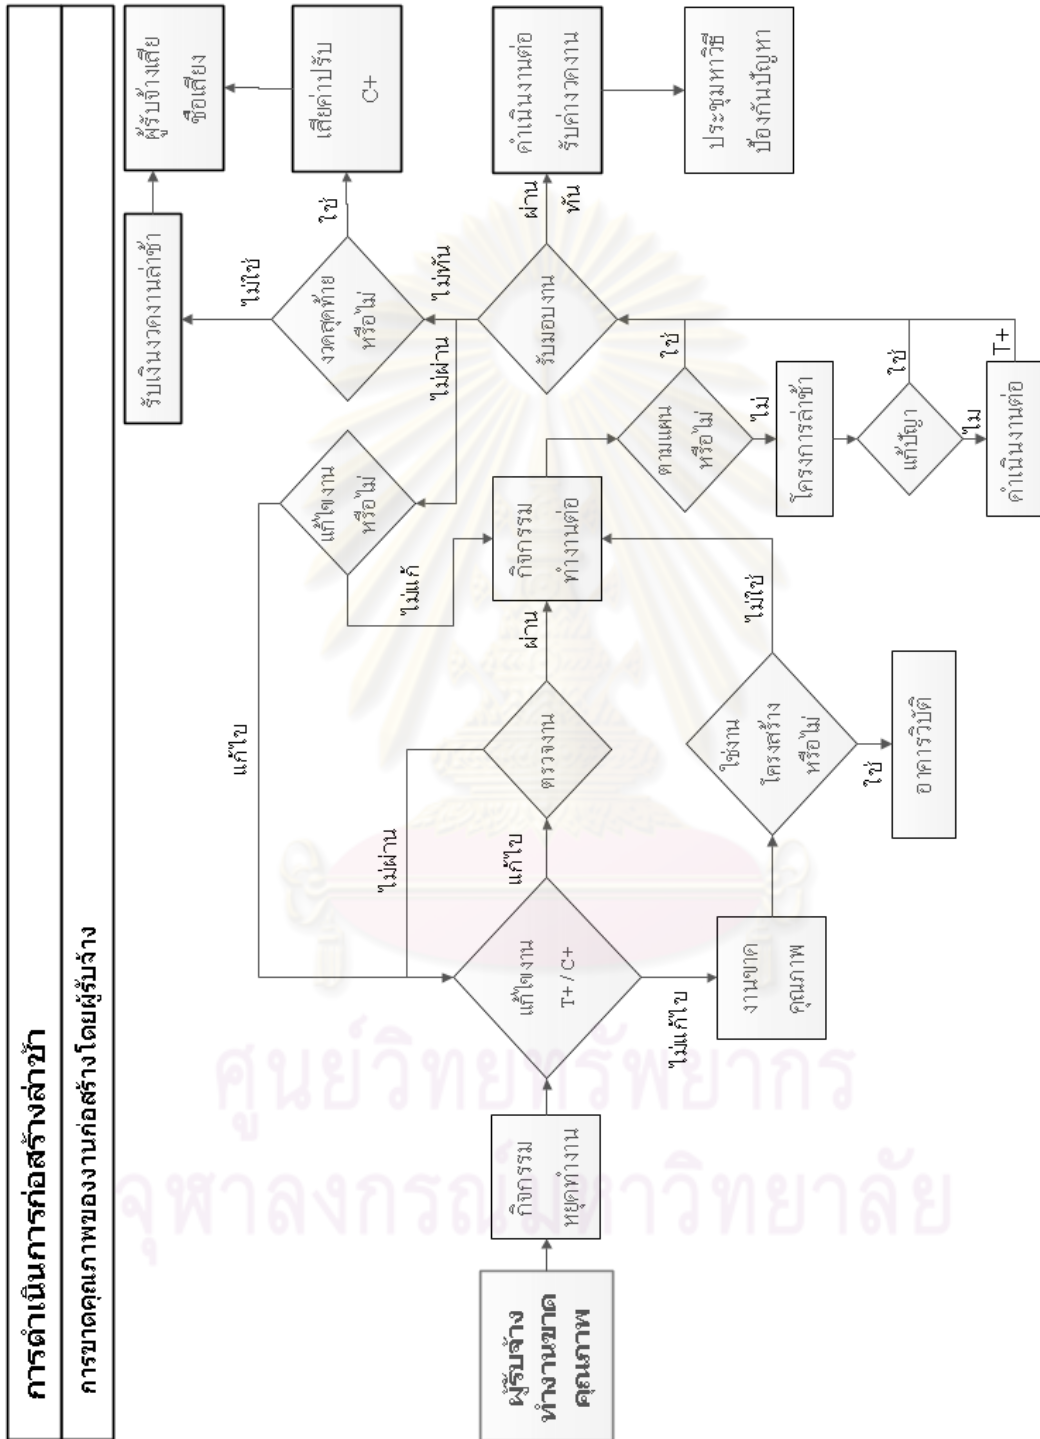 การดำเนินการก่อสร้างล่าช้า
การขาดคุณภาพของงานก่อสร้างโดยผู้รับจ้าง
ผู้รับจ้าง
ทำงานขาด
คุณภาพ
กิจกรรม
หยุดทำงาน
แก้ไขงาน
T+ / C+
แก้ไข
ไม่ผ่าน
แก้ไข
ไม่แก้ไข
งานขาด
คุณภาพ
ตรวจงาน
ผ่าน
ใช่งาน
โครงสร้าง
หรือไม่
ใช่
ไม่ใช่
อาคารวิบัติ
กิจกรรม
ทำงานต่อ
แก้ไขงาน
หรือไม่
ไม่แก้
ตามแผน
หรือไม่
ใช่
ไม่
โครงการล่าช้า
แก้ปัญา
ใช่
ไม
ดำเนินงานต่อ
T+
รับมอบงาน
ไม่ผ่าน
ไม่ทัน
ผ่าน
ทัน
งวดสุดท้าย
หรือไม่
ไม่ใช่
ใช่
รับเงินงวดงานล่าช้า
ผู้รับจ้างเสีย
ชื่อเสียง
เสียค่าปรับ
C+
ดำเนินงานต่อ
รับค่างวดงาน
ประชุมหาวิธี
ป้องกันปัญหา
ศูนย์วิทยทรัพยากร
จุฬาลงกรณ์มหาวิทยาลัย